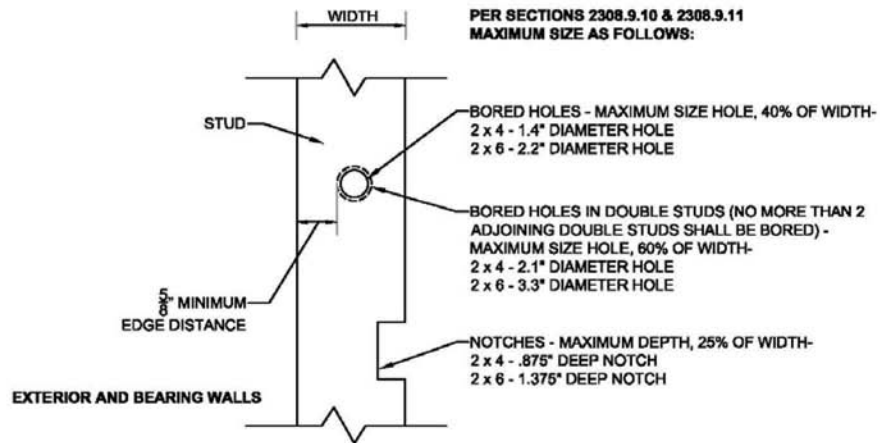 WIDTH
PER SECTIONS 2308.9.10 & 2308.9.11
MAXIMUM SIZE AS FOLLOWS:
STUD
BORED HOLES - MAXIMUM SIZE HOLE, 40% OF WIDTH-
2 x 4 - 1.4" DIAMETER HOLE
2 x 6 - 2.2" DIAMETER HOLE
BORED HOLES IN DOUBLE STUDS (NO MORE THAN 2
ADJOINING DOUBLE STUDS SHALL BE BORED) -
MAXIMUM SIZE HOLE, 60% OF WIDTH-
2 x 4 - 2.1" DIAMETER HOLE
2 x 6 - 3.3" DIAMETER HOLE
5/8" MINIMUM
EDGE DISTANCE
NOTCHES - MAXIMUM DEPTH, 25% OF WIDTH-
2 x 4 - .875" DEEP NOTCH
2 x 6 - 1.375" DEEP NOTCH
EXTERIOR AND BEARING WALLS